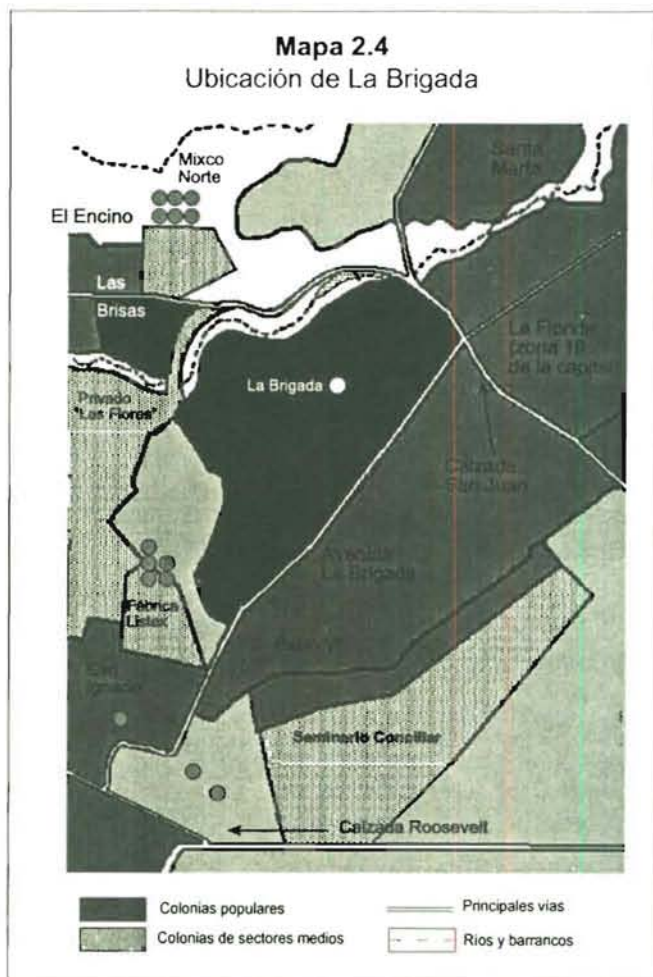 Mapa 2.4
Ubicación de La Brigada
Mixco
Norte
Santa
Marta
El Encino
Las
Brisas
La Florida
(zona 19
de la capital)
La Brigada
Privado
"Las Flores"
Calzada
San Juan
Avenida
La Brigada
Fábrica
Listex
San
Ignacio
Seminario Conciliar
Calzada Roosevelt
Colonias populares
Principales vías
Colonias de sectores medios
Ríos y barrancos